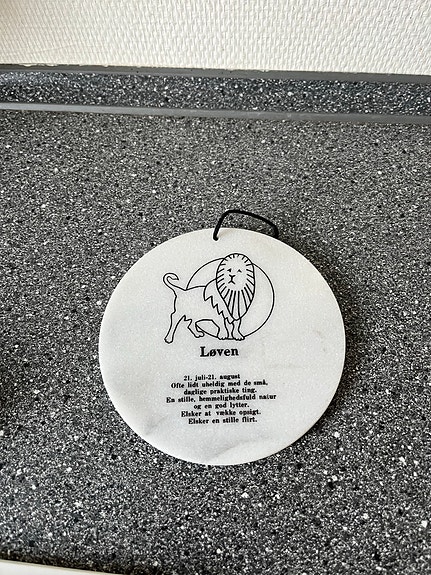 Løven
21. juli-21. august
Ofte lidt uheldig med de små,
daglige praktiske ting.
En stille, hemmelighedsfuld natur
og en god lytter.
Elsker at vække opsigt.
Elsker en stille flirt.